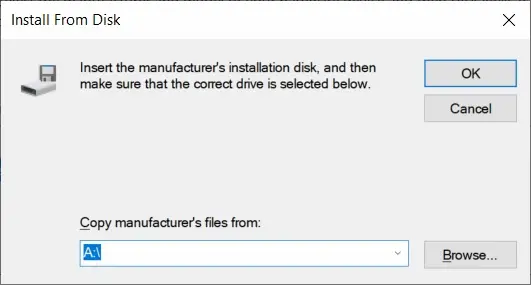 Install From Disk
Insert the manufacturer's installation disk, and then
make sure that the correct drive is selected below.
OK
Cancel
Copy manufacturer's files from:
A:\
Browse...